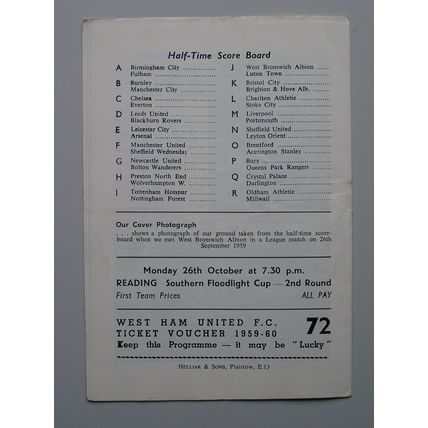 Half-Time Score Board
A Birmingham City ............
Fulham ............
B Burnley ............
Manchester City ............
C Chelsea ............
Everton ............
D Leeds United ............
Blackburn Rovers ............
E Leicester City ............
Arsenal ............
F Manchester United ............
Sheffield Wednesday ............
G Newcastle United ............
Bolton Wanderers ............
H Preston North End ............
Wolverhampton W. ............
I Tottenham Hotspur ............
Nottingham Forest ............
J West Bromwich Albion ......
Luton Town ............
K Bristol City ............
Brighton & Hove Alb. ......
L Charlton Athletic ............
Stoke City ............
M Liverpool ............
Portsmouth ............
N Sheffield United ............
Leyton Orient ............
O Brentford ............
Accrington Stanley ............
P Bury ............
Queens Park Rangers ......
Q Crystal Palace ............
Darlington ............
R Oldham Athletic ............
Millwall ............
Our Cover Photograph
. . . shows a photograph of our ground taken from the half-time score-
board when we met West Bromwich Albion in a League match on 26th
September 1959
Monday 26th October at 7.30 p.m.
READING Southern Floodlight Cup — 2nd Round
First Team Prices ALL PAY
WEST HAM UNITED F.C.
TICKET VOUCHER 1959-60 72
Keep this Programme — it may be "Lucky"
Helliar & Sons, Plaistow, E.13